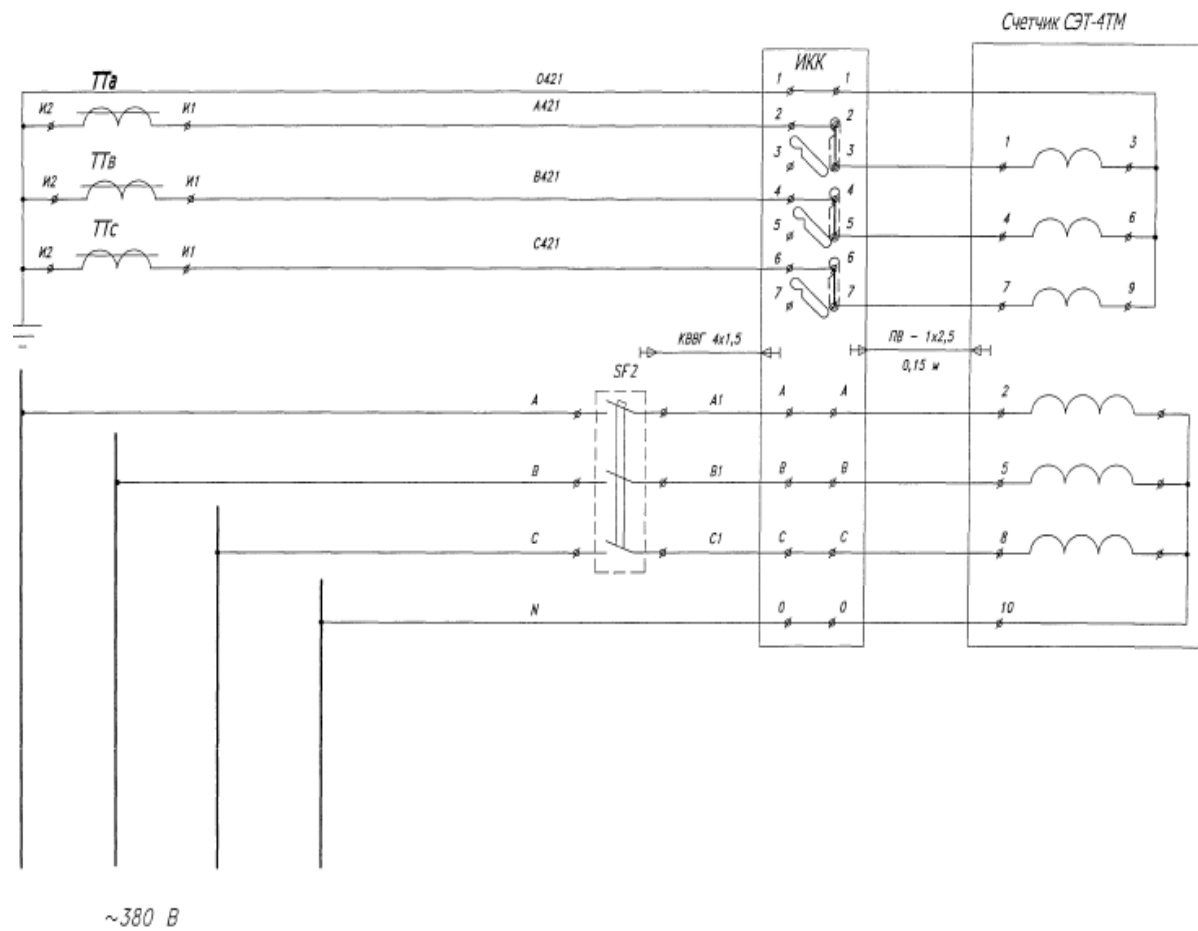 Счетчик СЭТ-4ТМ
ИКК
ТТа
0421
1 1
И2 И1
А421
2 2
3 3
1 3
ТТв
И2 И1
В421
4 4
5 5
4 6
ТТс
И2 И1
С421
6 6
7 7
7 9
КВВГ 4х1,5
ПВ - 1х2,5
0,15 м
SF2
А А1 А А 2
В В1 В В 5
С С1 С С 8
N 0 0 10
~380 В